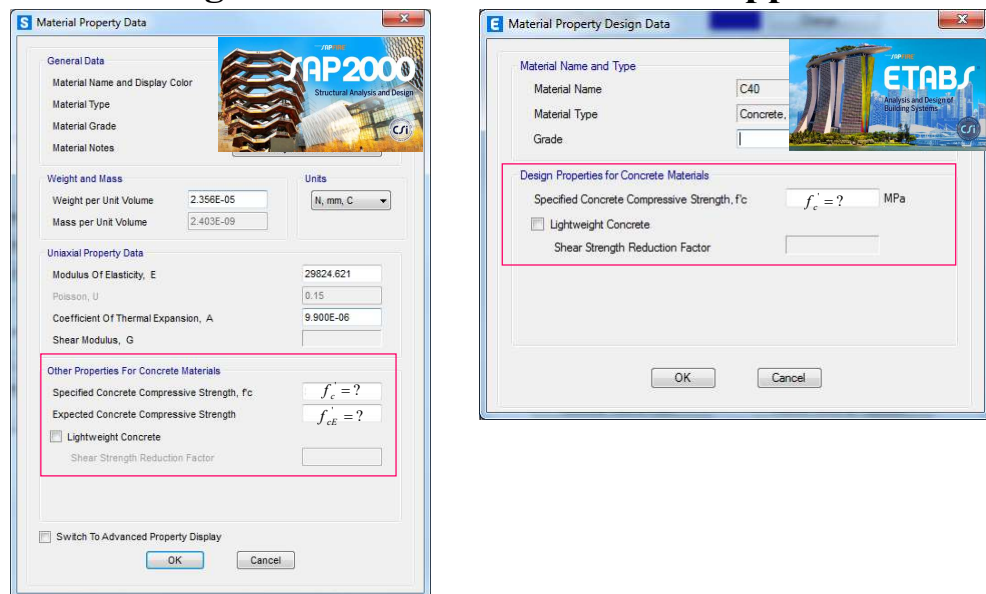 Material Property Data
General Data
Material Name and Display Color
Material Type
Material Grade
Material Notes
SAP2000
Structural Analysis and Design
CSi
Weight and Mass
Units
Weight per Unit Volume 2.356E-05
N, mm, C
Mass per Unit Volume 2.403E-09
Uniaxial Property Data
Modulus Of Elasticity, E 29824.621
Poisson, U 0.15
Coefficient Of Thermal Expansion, A 9.900E-06
Shear Modulus, G
Other Properties For Concrete Materials
Specified Concrete Compressive Strength, f'c f'c = ?
Expected Concrete Compressive Strength f'cE = ?
Lightweight Concrete
Shear Strength Reduction Factor
Switch To Advanced Property Display
OK Cancel
Material Property Design Data
Material Name and Type
Material Name C40
Material Type Concrete,
Grade
ETABS
Analysis and Design of
Building Systems
CSi
Design Properties for Concrete Materials
Specified Concrete Compressive Strength, f'c f'c = ? MPa
Lightweight Concrete
Shear Strength Reduction Factor
OK Cancel